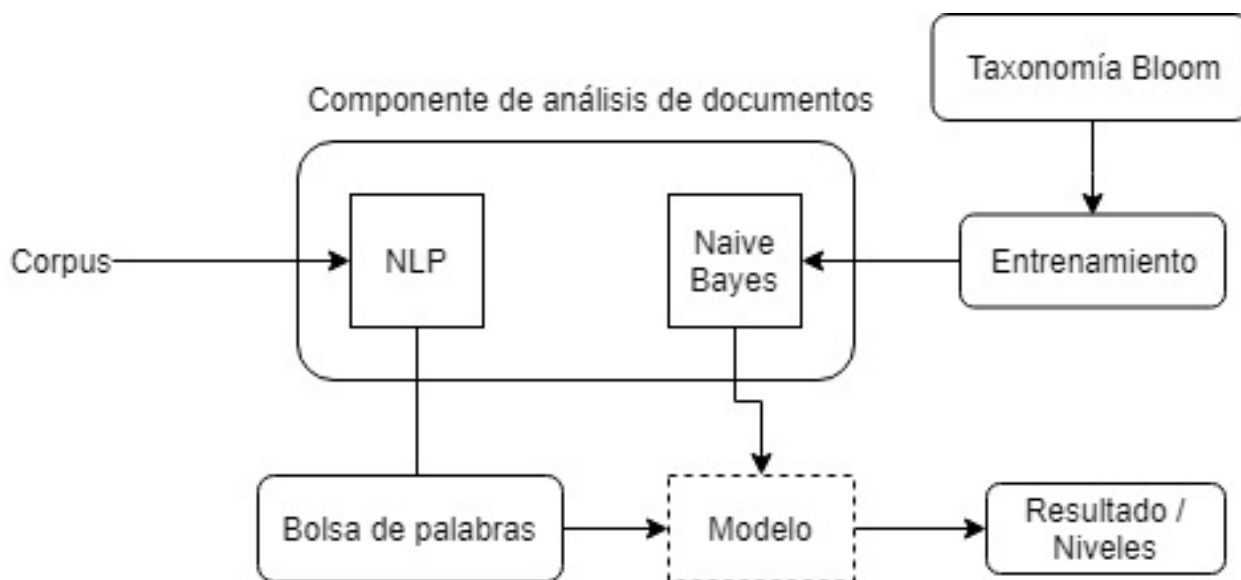 Taxonomía Bloom
Componente de análisis de documentos
Corpus
NLP
Naive
Bayes
Entrenamiento
Bolsa de palabras
Modelo
Resultado /
Niveles